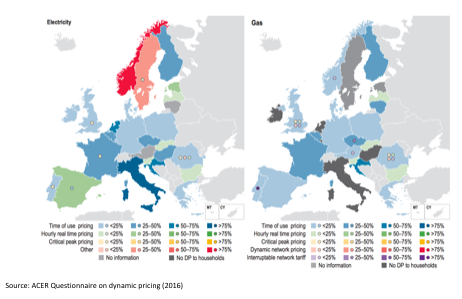 Electricity
Gas
MT CY
MT CY
Time of use pricing <25% 25–50% 50–75% >75%
Hourly real time pricing <25% 25–50% 50–75% >75%
Critical peak pricing <25% 25–50% 50–75% >75%
Other <25% 25–50% 50–75% >75%
No information No DP to households
Time of use pricing <25% 25–50% 50–75% >75%
Hourly real time pricing <25% 25–50% 50–75% >75%
Critical peak pricing <25% 25–50% 50–75% >75%
Dynamic network pricing <25% 25–50% 50–75% >75%
Interruptable network tariff <25% 25–50% 50–75% >75%
No information No DP to households
Source: ACER Questionnaire on dynamic pricing (2016)